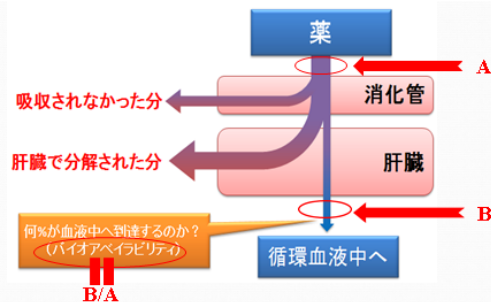 薬
A
消化管
吸収されなかった分
肝臓で分解された分
肝臓
B
何%が血液中へ到達するのか？
(バイオアベイラビリティ)
循環血液中へ
B/A